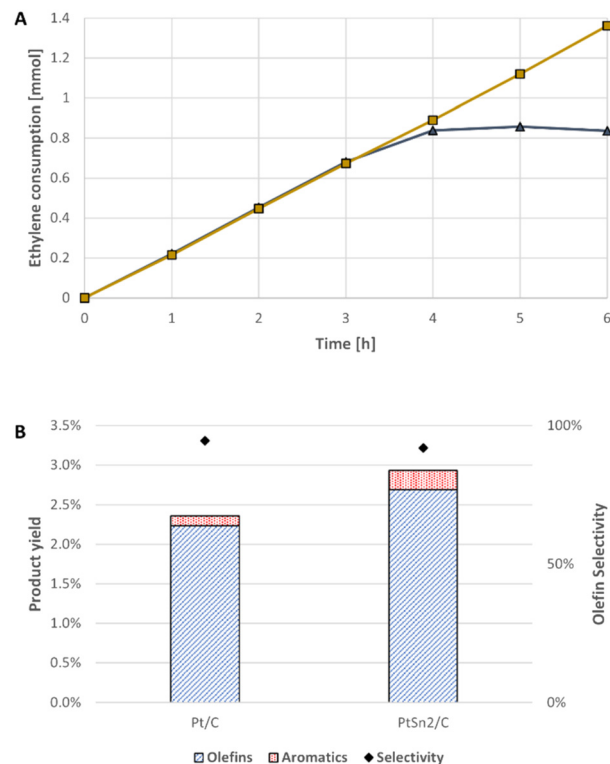 A
1.4
1.2
1
0.8
0.6
0.4
0.2
0
Ethylene consumption [mmol]
0 1 2 3 4 5 6
Time [h]
B
3.5%
3.0%
2.5%
2.0%
1.5%
1.0%
0.5%
0.0%
Product yield
100%
50%
0%
Olefin Selectivity
Pt/C PtSn2/C
Olefins Aromatics Selectivity